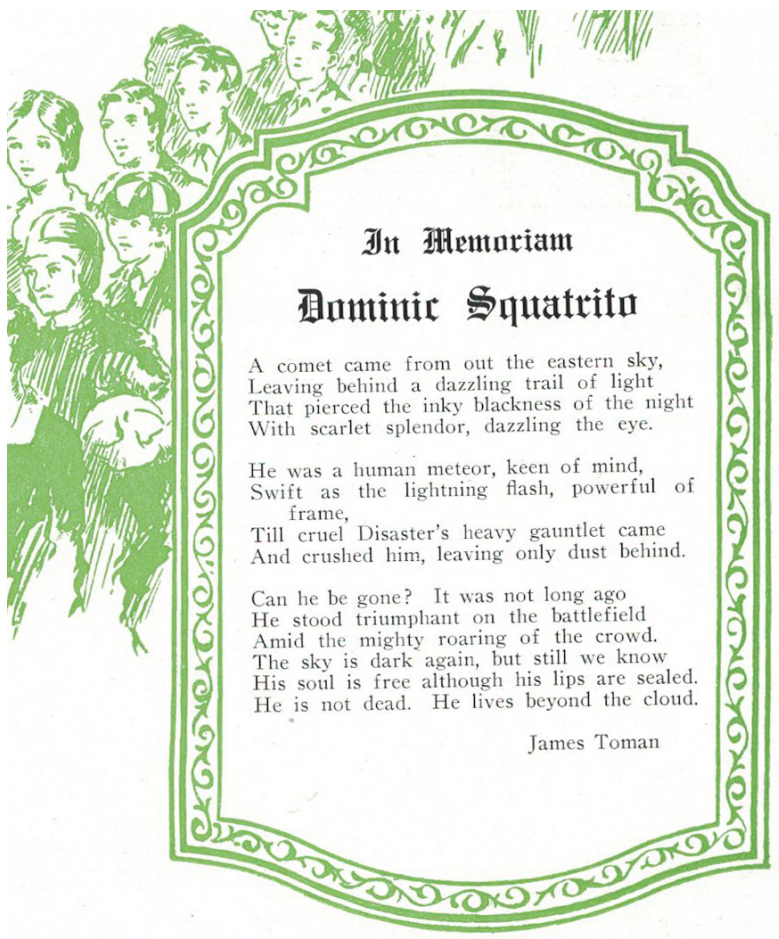 In Memoriam
Dominic Squatrito
A comet came from out the eastern sky,
Leaving behind a dazzling trail of light
That pierced the inky blackness of the night
With scarlet splendor, dazzling the eye.
He was a human meteor, keen of mind,
Swift as the lightning flash, powerful of
frame,
Till cruel Disaster's heavy gauntlet came
And crushed him, leaving only dust behind.
Can he be gone? It was not long ago
He stood triumphant on the battlefield
Amid the mighty roaring of the crowd.
The sky is dark again, but still we know
His soul is free although his lips are sealed.
He is not dead. He lives beyond the cloud.
James Toman